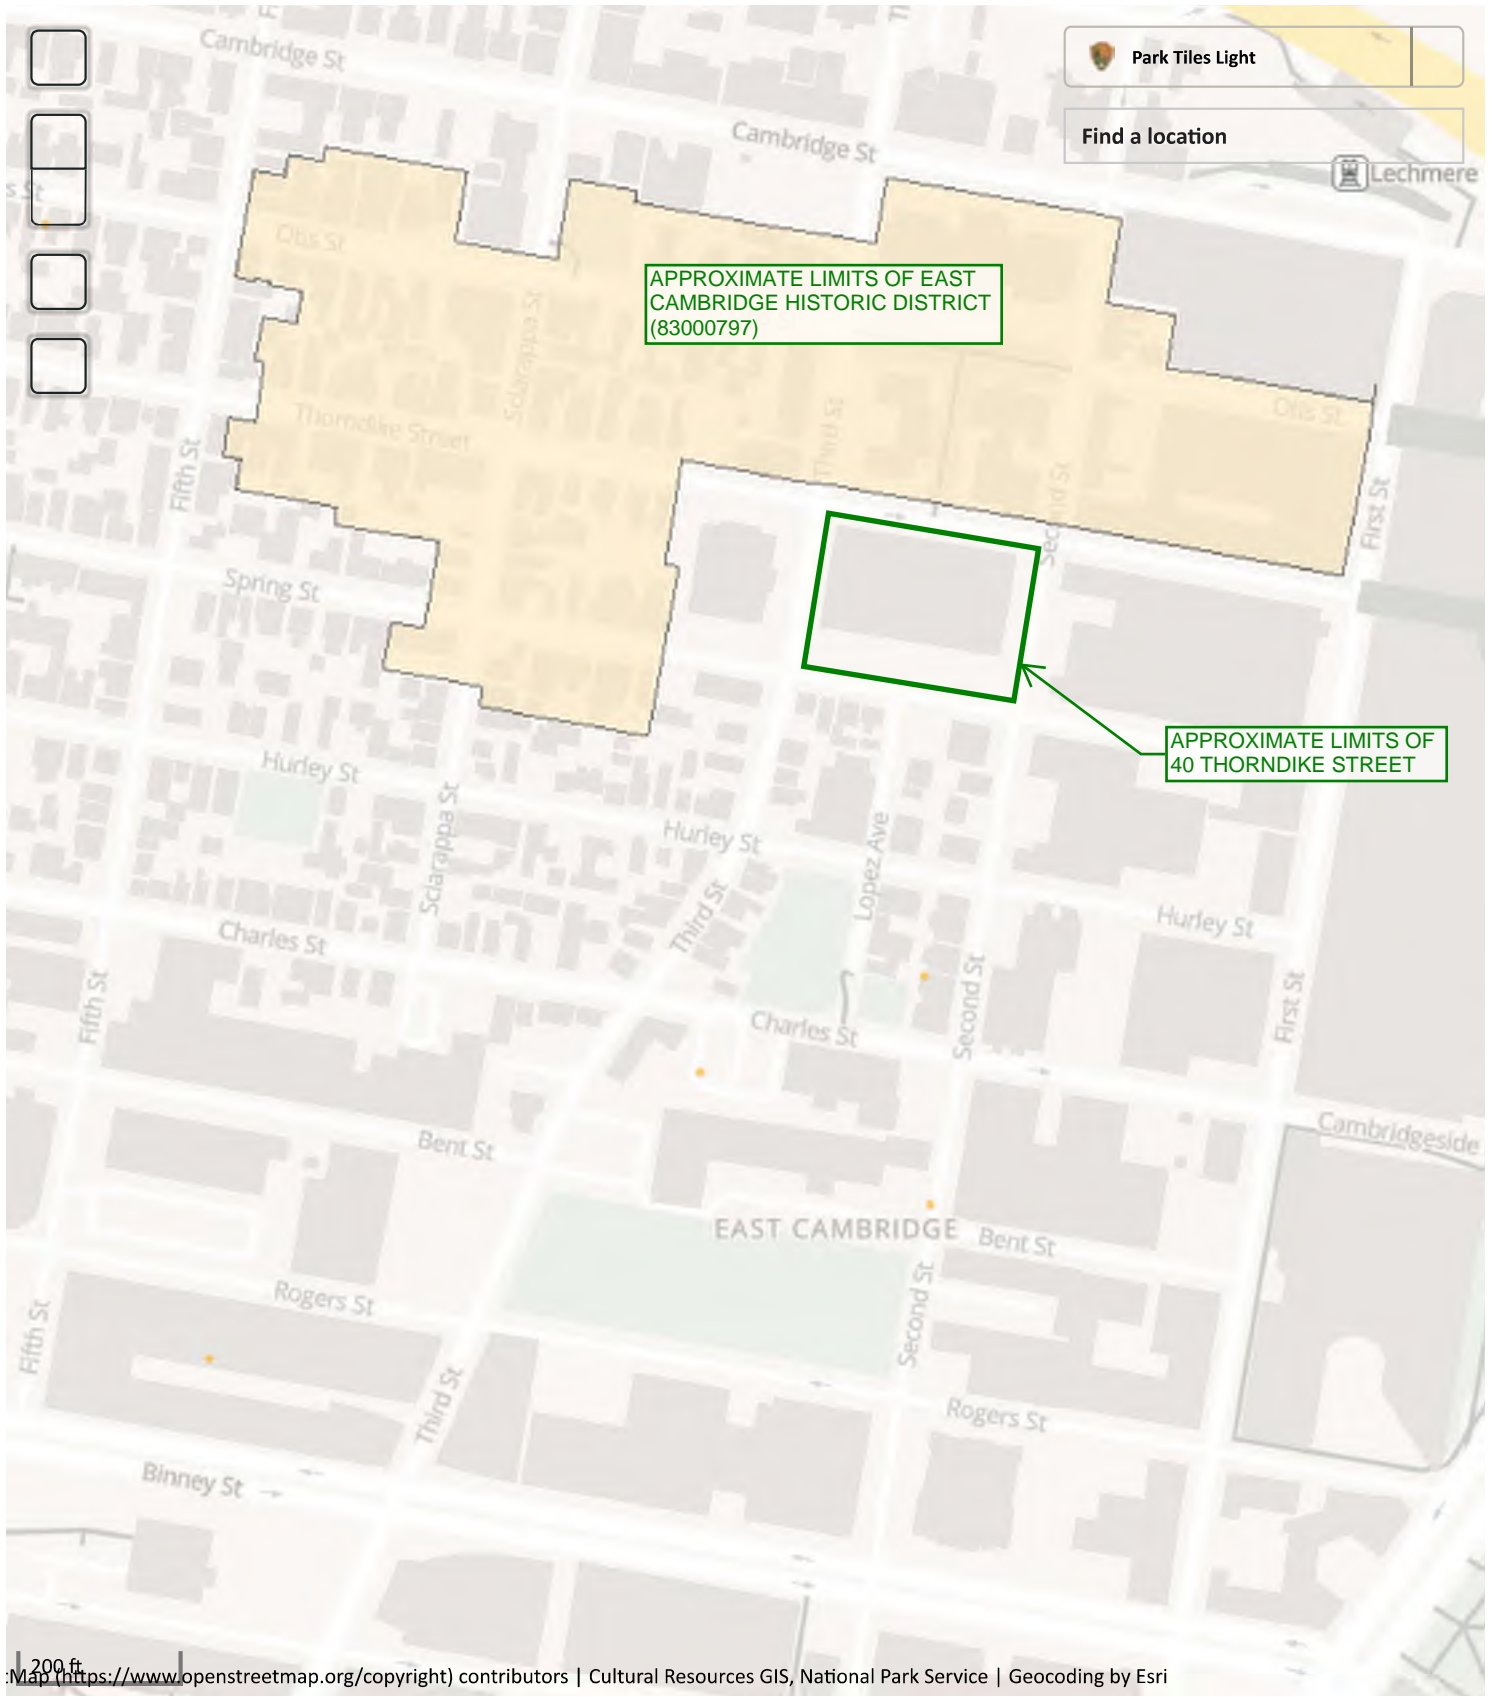 Cambridge St
Park Tiles Light
Cambridge St
Find a location
Lechmere
s St
Otis St
APPROXIMATE LIMITS OF EAST
CAMBRIDGE HISTORIC DISTRICT
(83000797)
Sciarappa St
Otis St
Thorndike Street
Third St
Fifth St
Second St
First St
Spring St
APPROXIMATE LIMITS OF
40 THORNDIKE STREET
Hurley St
Sciarappa St
Hurley St
Lopez Ave
Third St
Hurley St
Charles St
Fifth St
Second St
First St
Charles St
Cambridgeside
Bent St
EAST CAMBRIDGE
Bent St
Rogers St
Second St
Fifth St
Third St
Rogers St
Binney St
200 ft
Map (https://www.openstreetmap.org/copyright) contributors | Cultural Resources GIS, National Park Service | Geocoding by Esri